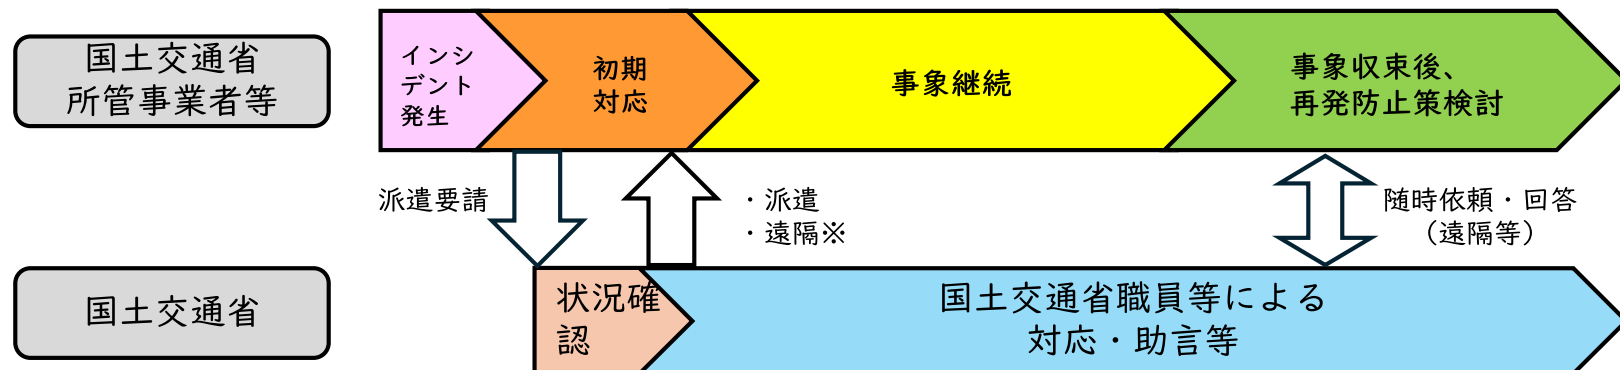 国土交通省
所管事業者等
インシ
デント
発生
初期
対応
事象継続
事象収束後、
再発防止策検討
派遣要請
・派遣
・遠隔※
随時依頼・回答
（遠隔等）
国土交通省
状況確
認
国土交通省職員等による
対応・助言等